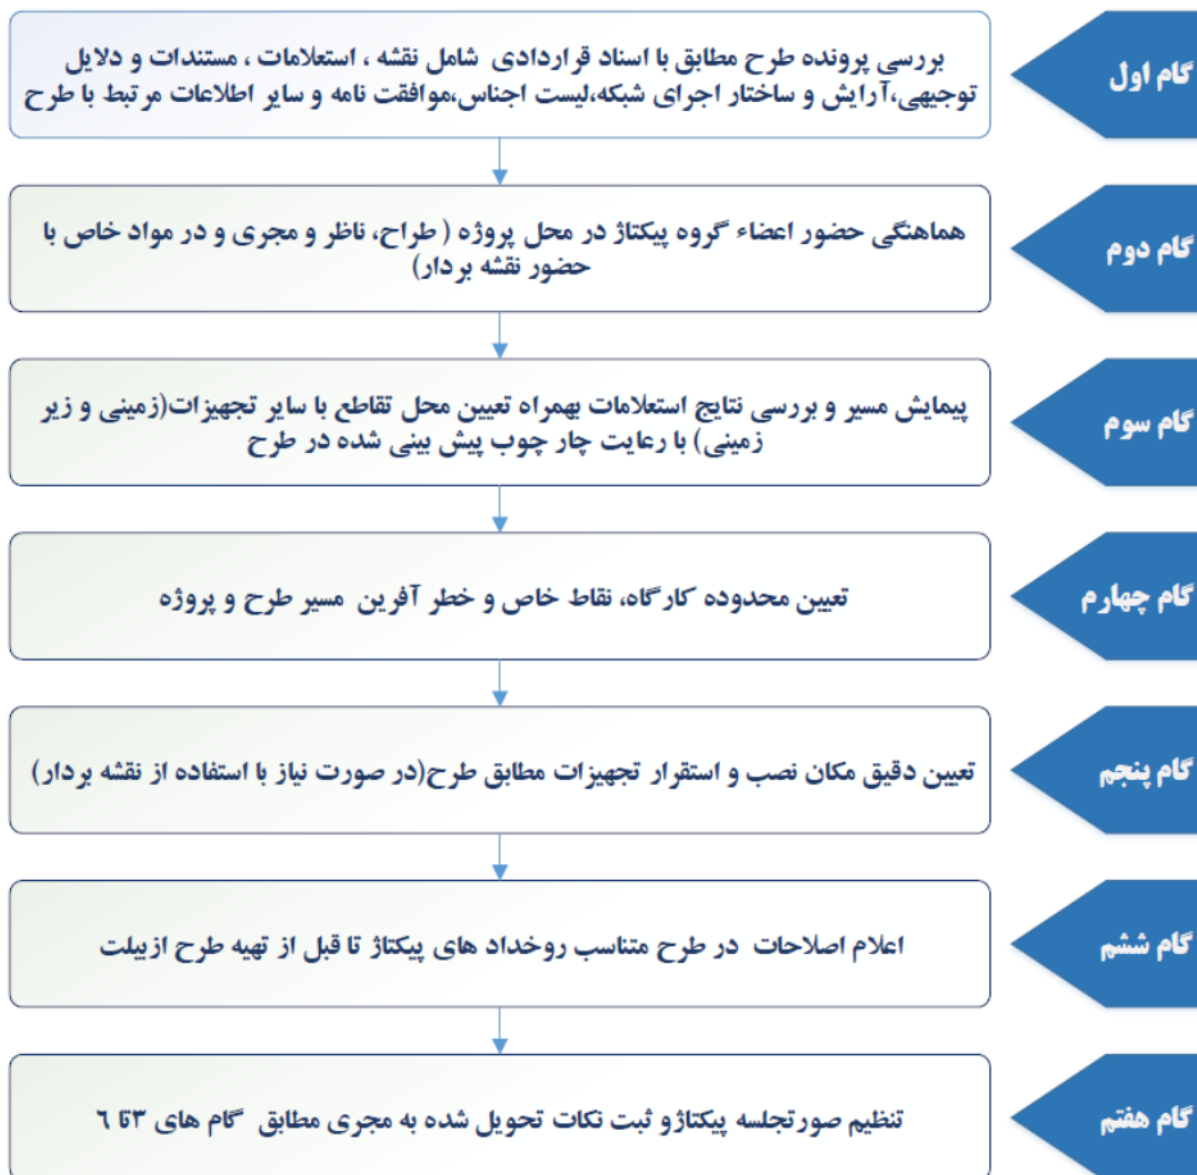 گام اول
بررسی پرونده طرح مطابق با اسناد قراردادی شامل نقشه ، استعلامات ، مستندات و دلایل
توجیهی،آرایش و ساختار اجرای شبکه،لیست اجناس،موافقت نامه و سایر اطلاعات مرتبط با طرح
گام دوم
هماهنگی حضور اعضاء گروه پیکتاژ در محل پروژه ( طراح، ناظر و مجری و در مواد خاص با
حضور نقشه بردار)
گام سوم
پیمایش مسیر و بررسی نتایج استعلامات بهمراه تعیین محل تقاطع با سایر تجهیزات(زمینی و زیر
زمینی) با رعایت چار چوب پیش بینی شده در طرح
گام چهارم
تعیین محدوده کارگاه، نقاط خاص و خطر آفرین مسیر طرح و پروژه
گام پنجم
تعیین دقیق مکان نصب و استقرار تجهیزات مطابق طرح(در صورت نیاز با استفاده از نقشه بردار)
گام ششم
اعلام اصلاحات در طرح متناسب روخداد های پیکتاژ تا قبل از تهیه طرح ازبیلت
گام هفتم
تنظیم صورتجلسه پیکتاژو ثبت نکات تحویل شده به مجری مطابق گام های ۳تا ٦